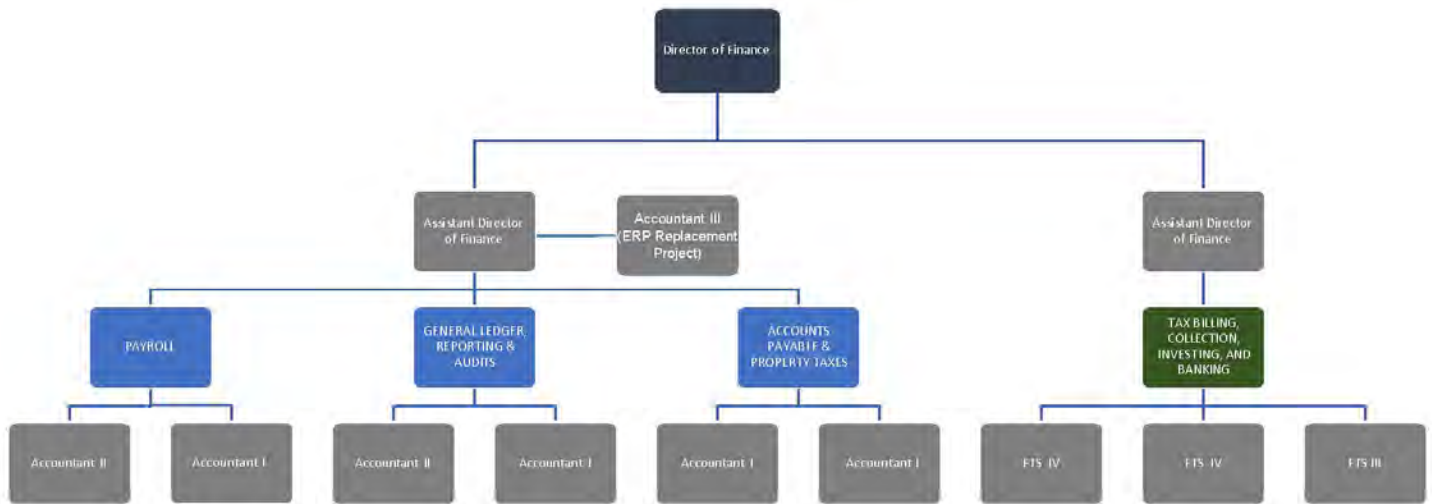 Director of Finance
Assistant Director
of Finance
Accountant III
(ERP Replacement
Project)
Assistant Director
of Finance
PAYROLL
GENERAL LEDGER,
REPORTING &
AUDITS
ACCOUNTS
PAYABLE &
PROPERTY TAXES
TAX BILLING,
COLLECTION,
INVESTING, AND
BANKING
Accountant II
Accountant I
Accountant II
Accountant I
Accountant I
Accountant I
FTS IV
FTS IV
FTS III